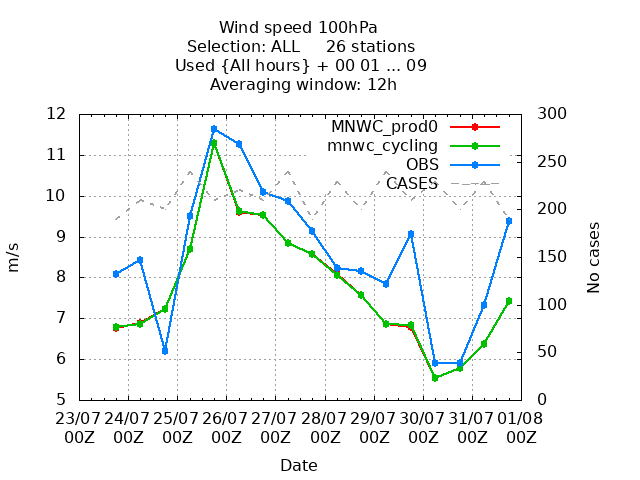 Wind speed 100hPa
Selection: ALL 26 stations
Used {All hours} + 00 01 ... 09
Averaging window: 12h
MNWC_prod0
mnwc_cycling
OBS
CASES
m/s
12
11
10
9
8
7
6
5
No cases
300
250
200
150
100
50
0
23/07 24/07 25/07 26/07 27/07 28/07 29/07 30/07 31/07 01/08
00Z 00Z 00Z 00Z 00Z 00Z 00Z 00Z 00Z 00Z
Date